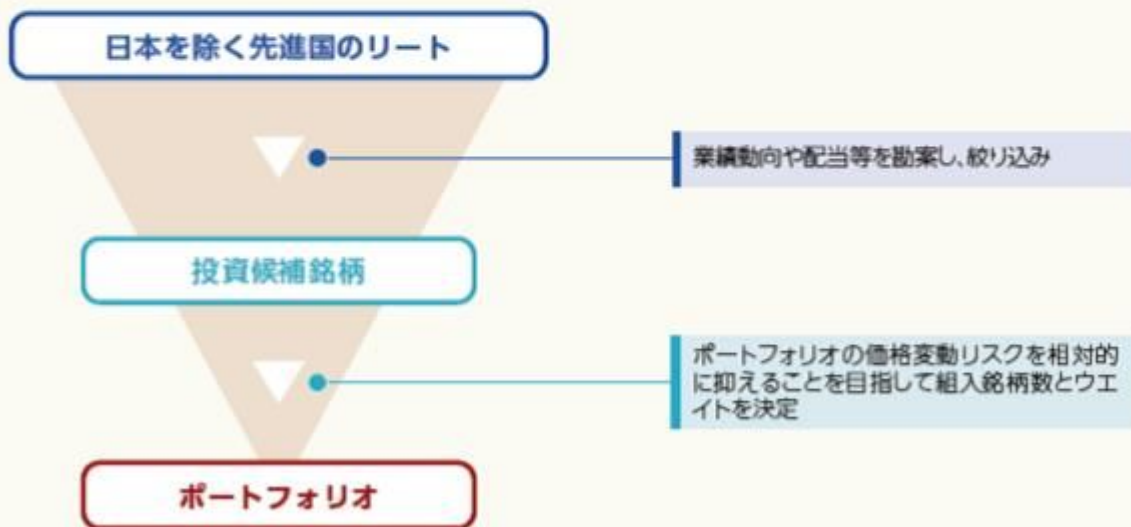 日本を除く先進国のリート
業績動向や配当等を勘案し、絞り込み
投資候補銘柄
ポートフォリオの価格変動リスクを相対的
に抑えることを目指して組入銘柄数とウエ
イトを決定
ポートフォリオ